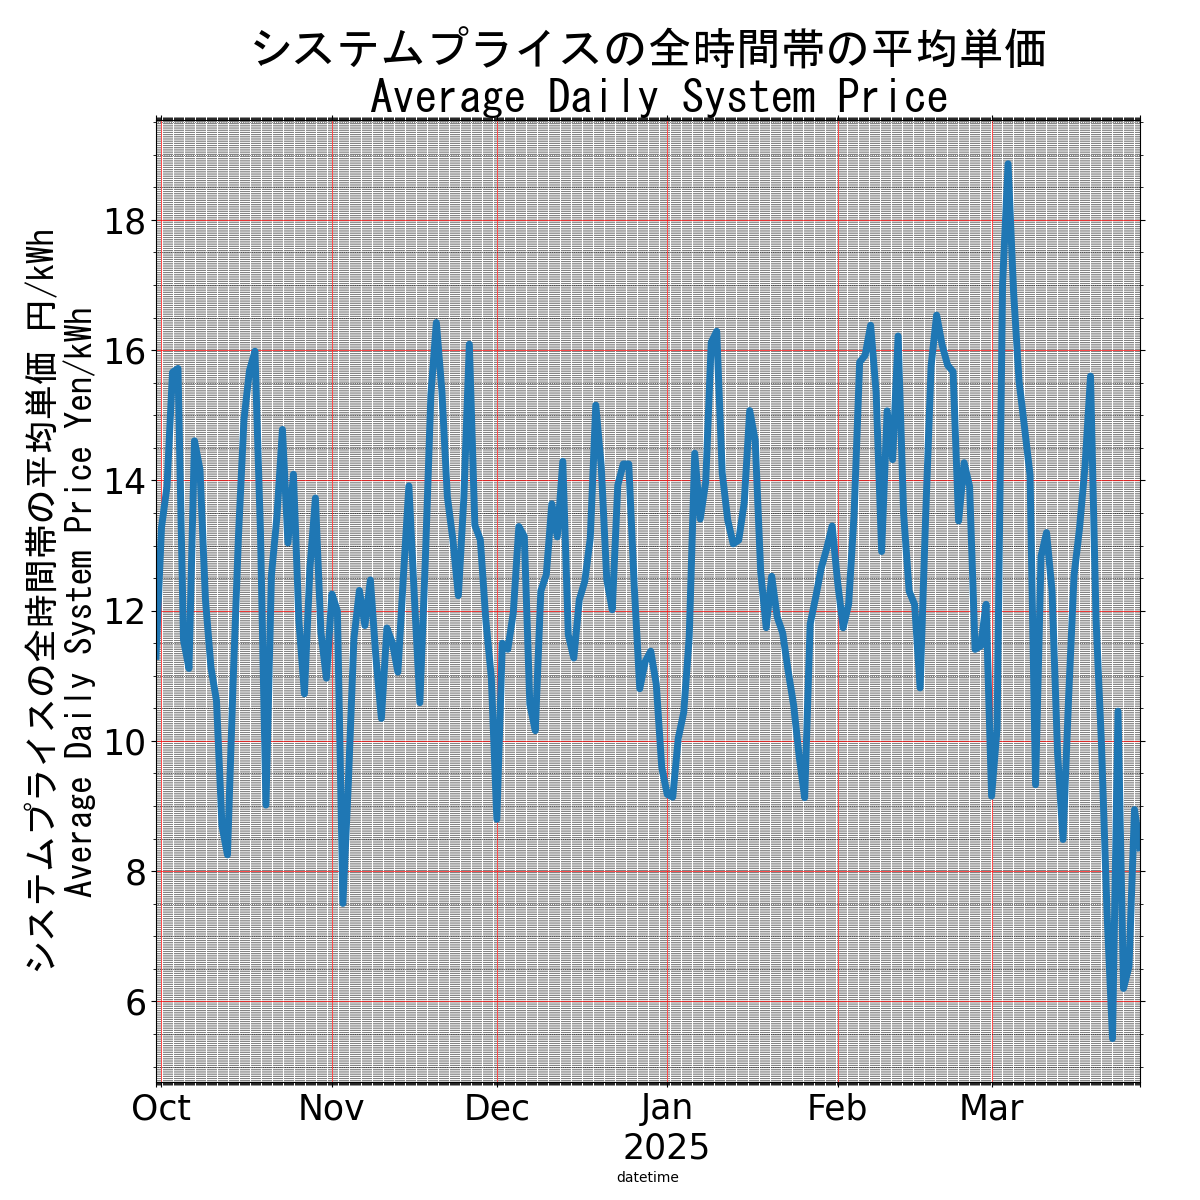 システムプライスの全時間帯の平均単価
Average Daily System Price
システムプライスの全時間帯の平均単価 円/kWh
Average Daily System Price Yen/kWh
18
16
14
12
10
8
6
Oct
Nov
Dec
Jan
Feb
Mar
2025
datetime